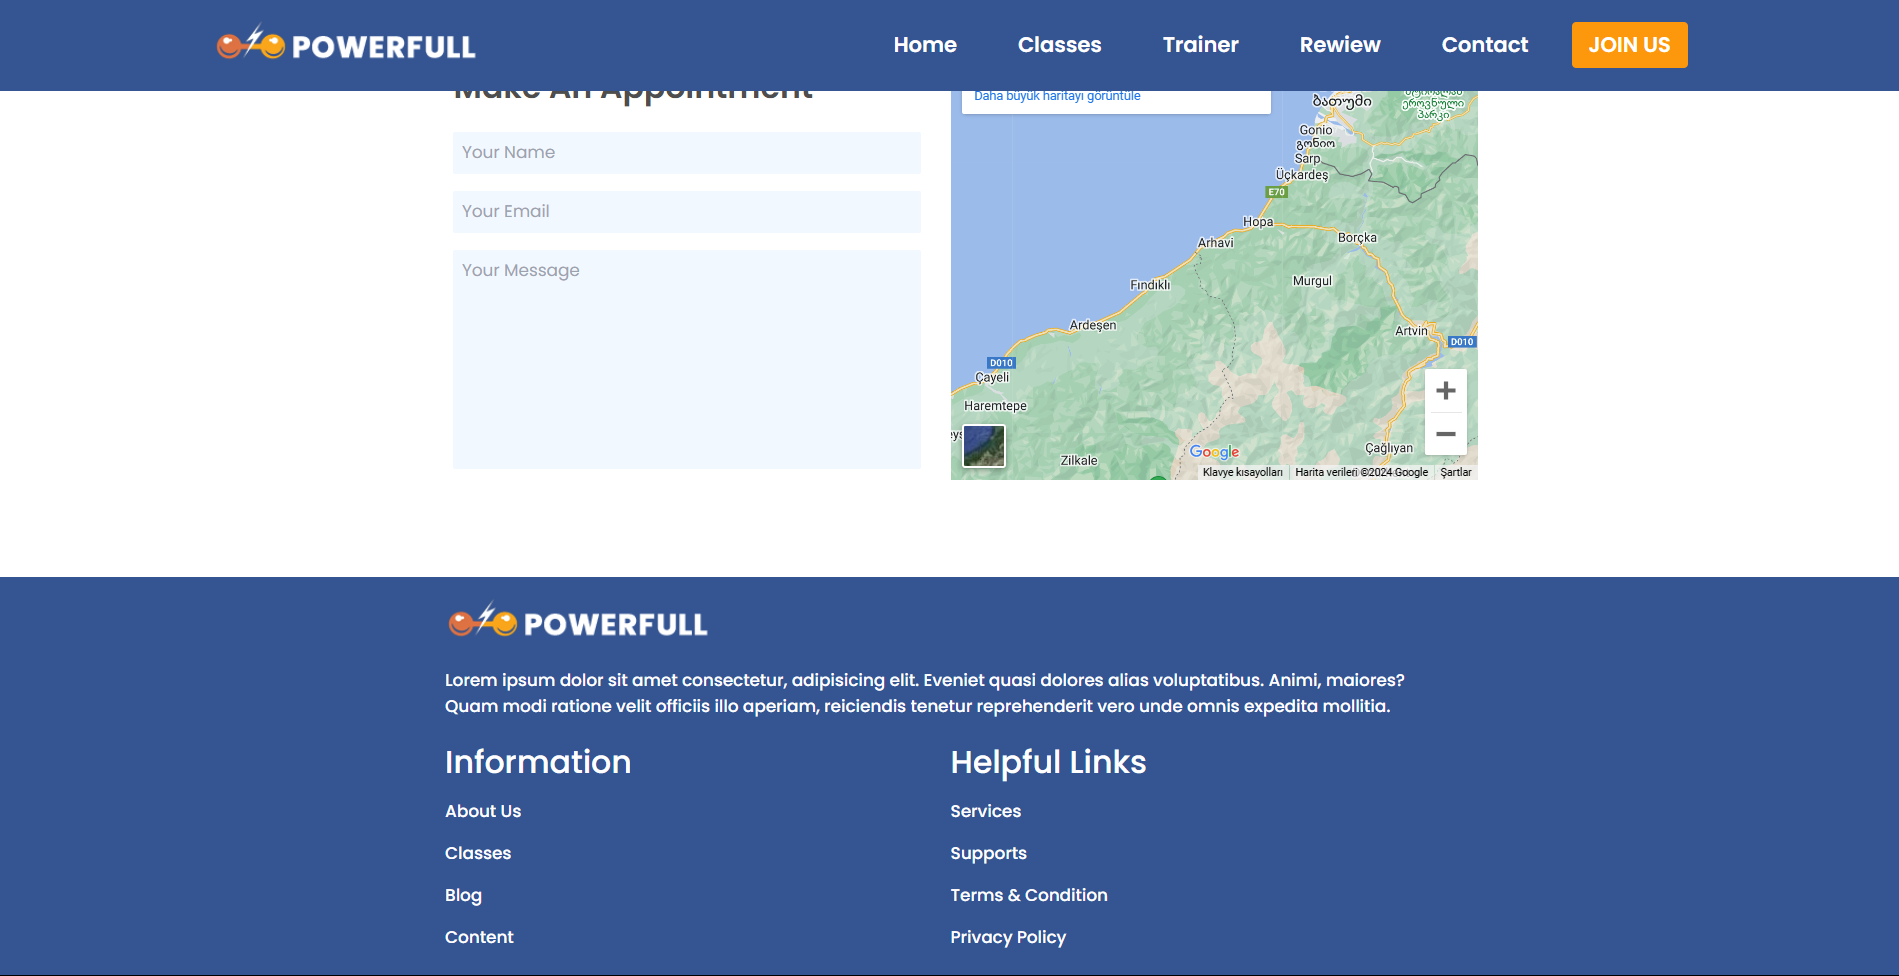 POWERFULL
Home Classes Trainer Rewiew Contact JOIN US
Make An Appointment
Your Name
Your Email
Your Message
Daha büyük haritayı görüntüle
ბათუმი
ეროვნული
პარკი
Gonio
გონიო
Sarp
Üçkardeş
E70
Hopa
Arhavi
Borçka
Fındıklı
Murgul
Ardeşen
Artvin
D010
D010
Çayeli
Haremtepe
Çağlıyan
Zilkale
Google
Klavye kısayolları Harita verileri ©2024 Google Şartlar
POWERFULL
Lorem ipsum dolor sit amet consectetur, adipisicing elit. Eveniet quasi dolores alias voluptatibus. Animi, maiores?
Quam modi ratione velit officiis illo aperiam, reiciendis tenetur reprehenderit vero unde omnis expedita mollitia.
Information
About Us
Classes
Blog
Content
Helpful Links
Services
Supports
Terms & Condition
Privacy Policy